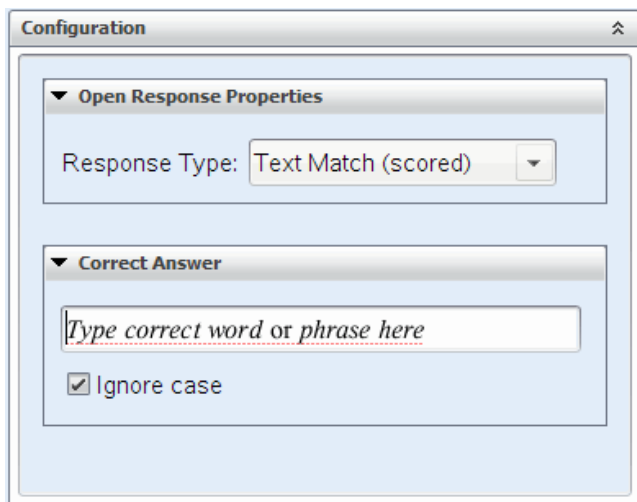 Configuration
Open Response Properties
Response Type: Text Match (scored)
Correct Answer
Type correct word or phrase here
Ignore case